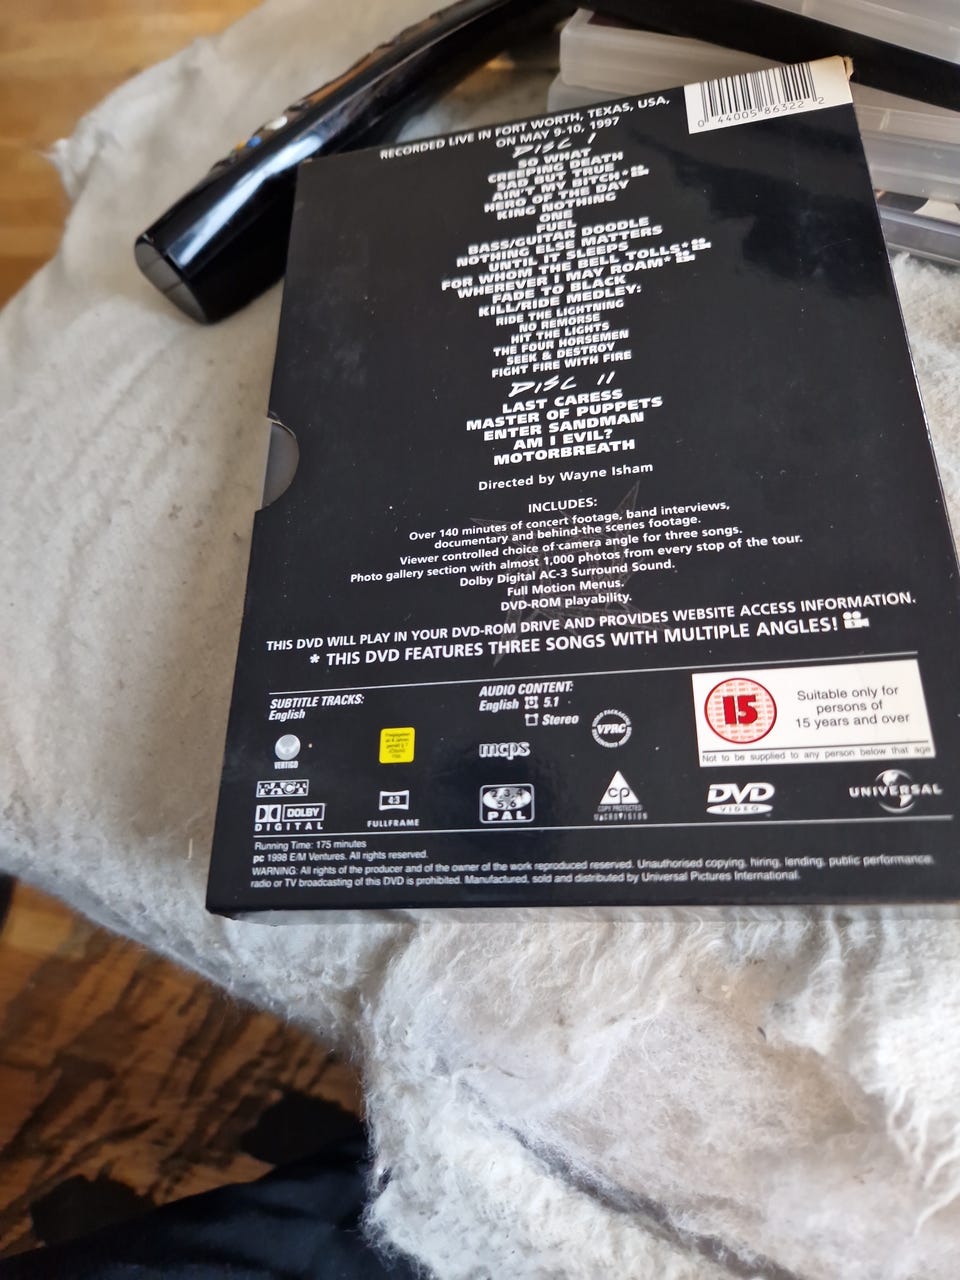 0 44005 86322 2
RECORDED LIVE IN FORT WORTH, TEXAS, USA,
ON MAY 9-10, 1997
DISC I
SO WHAT
CREEPING DEATH
SAD BUT TRUE
AIN'T MY BITCH*
HERO OF THE DAY
KING NOTHING
ONE
FUEL
BASS/GUITAR DOODLE
NOTHING ELSE MATTERS
UNTIL IT SLEEPS
FOR WHOM THE BELL TOLLS*
WHEREVER I MAY ROAM*
FADE TO BLACK
KILL/RIDE MEDLEY:
RIDE THE LIGHTNING
NO REMORSE
HIT THE LIGHTS
THE FOUR HORSEMEN
SEEK & DESTROY
FIGHT FIRE WITH FIRE
DISC II
LAST CARESS
MASTER OF PUPPETS
ENTER SANDMAN
AM I EVIL?
MOTORBREATH
Directed by Wayne Isham
INCLUDES:
Over 140 minutes of concert footage, band interviews,
documentary and behind-the scenes footage.
Viewer controlled choice of camera angle for three songs.
Photo gallery section with almost 1,000 photos from every stop of the tour.
Dolby Digital AC-3 Surround Sound.
Full Motion Menus.
DVD-ROM playability.
THIS DVD WILL PLAY IN YOUR DVD-ROM DRIVE AND PROVIDES WEBSITE ACCESS INFORMATION.
* THIS DVD FEATURES THREE SONGS WITH MULTIPLE ANGLES!
SUBTITLE TRACKS:
English
AUDIO CONTENT:
English 5.1
Stereo
15
Suitable only for
persons of
15 years and over
Not to be supplied to any person below that age
VERTIGO
mcps
VPRC
FACT
DOLBY
DIGITAL
4:3
FULLFRAME
2,3,4
5,6
PAL
CP
COPY PROTECTED
MACROVISION
DVD
VIDEO
UNIVERSAL
Running Time: 175 minutes
pc 1998 E/M Ventures. All rights reserved.
WARNING: All rights of the producer and of the owner of the work reproduced reserved. Unauthorised copying, hiring, lending, public performance,
radio or TV broadcasting of this DVD is prohibited. Manufactured, sold and distributed by Universal Pictures International.